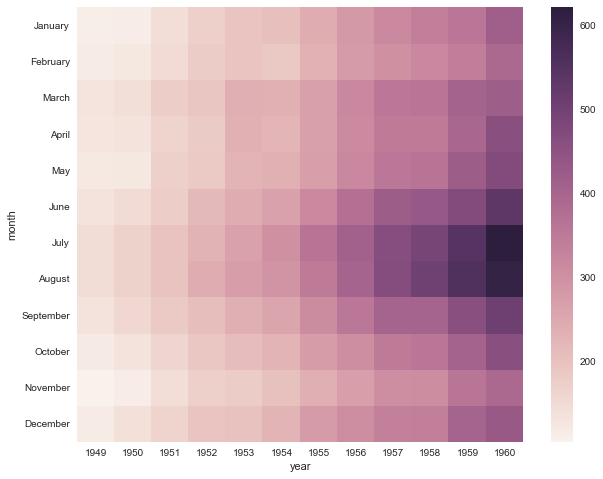 January
February
March
April
May
June
July
August
September
October
November
December
month
1949 1950 1951 1952 1953 1954 1955 1956 1957 1958 1959 1960
year
600
500
400
300
200